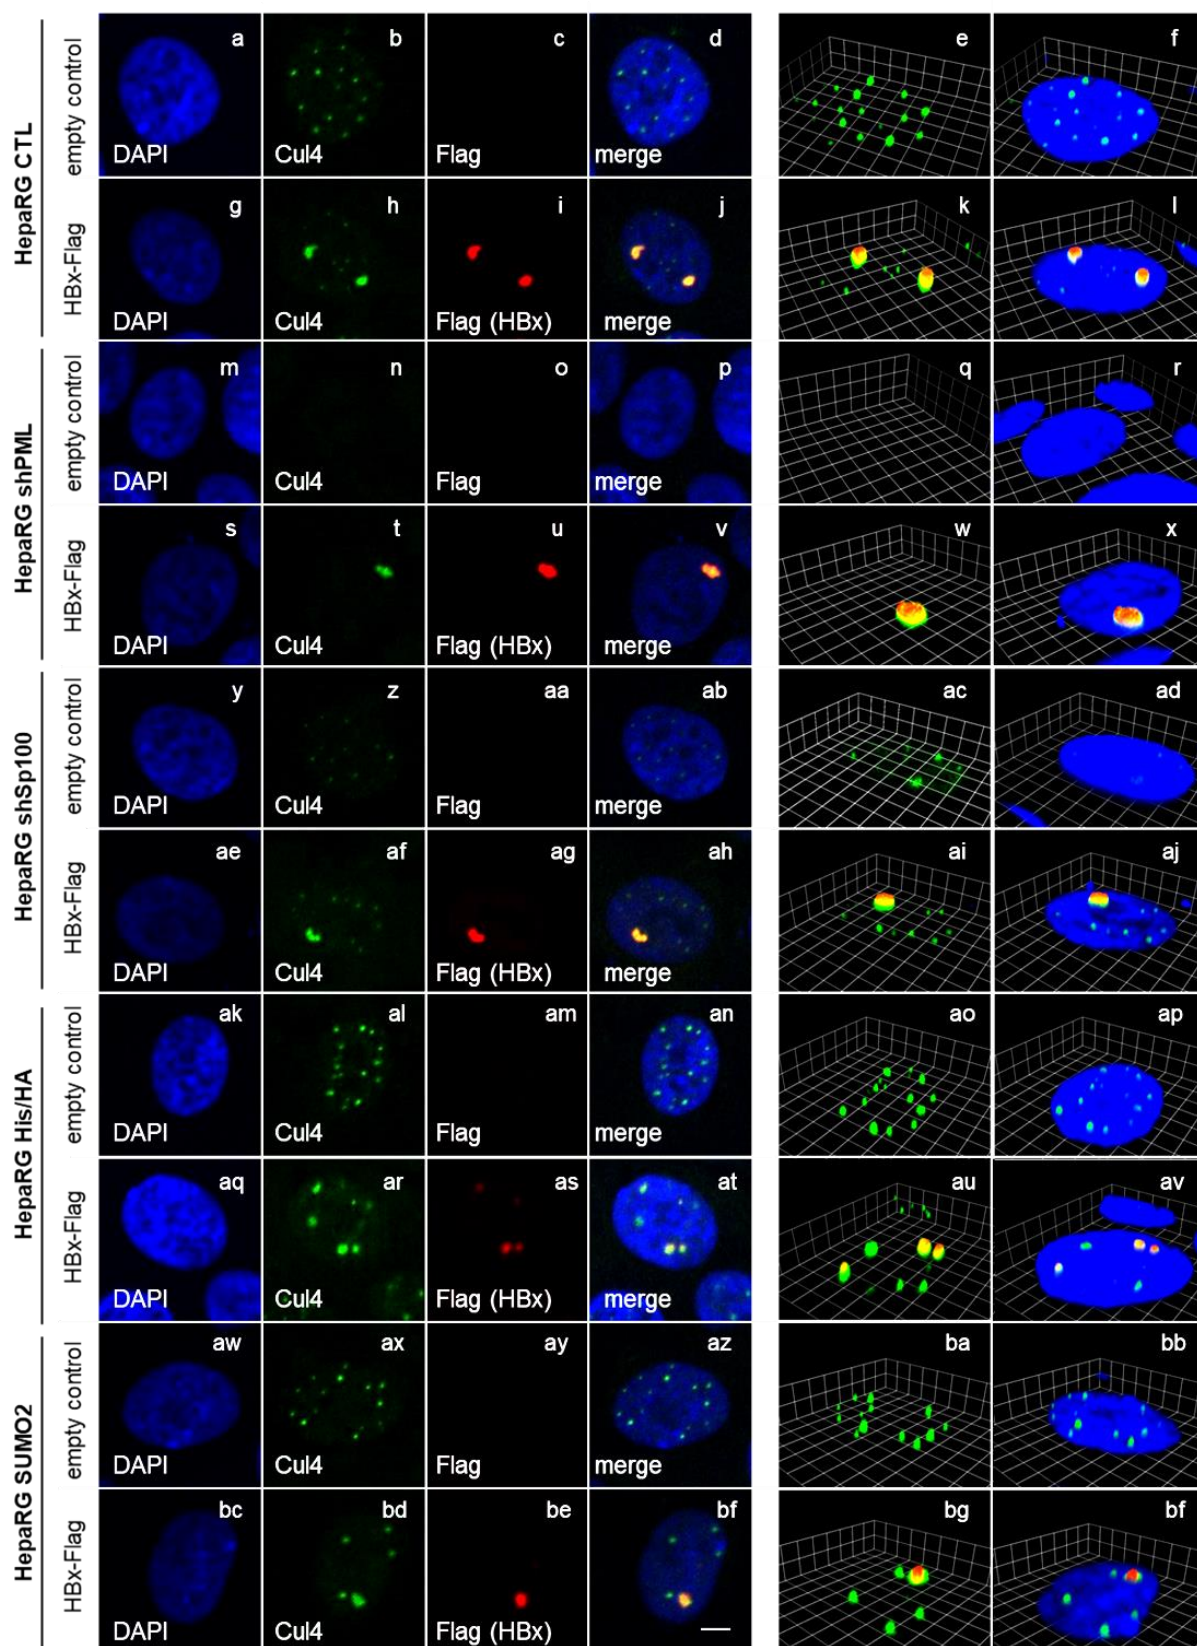 HepaRG CTL
empty control
a
DAPI
b
Cul4
c
Flag
d
merge
e
f
HBx-Flag
g
DAPI
h
Cul4
i
Flag (HBx)
j
merge
k
l
HepaRG shPML
empty control
m
DAPI
n
Cul4
o
Flag
p
merge
q
r
HBx-Flag
s
DAPI
t
Cul4
u
Flag (HBx)
v
merge
w
x
HepaRG shSp100
empty control
y
DAPI
z
Cul4
aa
Flag
ab
merge
ac
ad
HBx-Flag
ae
DAPI
af
Cul4
ag
Flag (HBx)
ah
merge
ai
aj
HepaRG His/HA
empty control
ak
DAPI
al
Cul4
am
Flag
an
merge
ao
ap
HBx-Flag
aq
DAPI
ar
Cul4
as
Flag (HBx)
at
merge
au
av
HepaRG SUMO2
empty control
aw
DAPI
ax
Cul4
ay
Flag
az
merge
ba
bb
HBx-Flag
bc
DAPI
bd
Cul4
be
Flag (HBx)
bf
merge
bg
bf